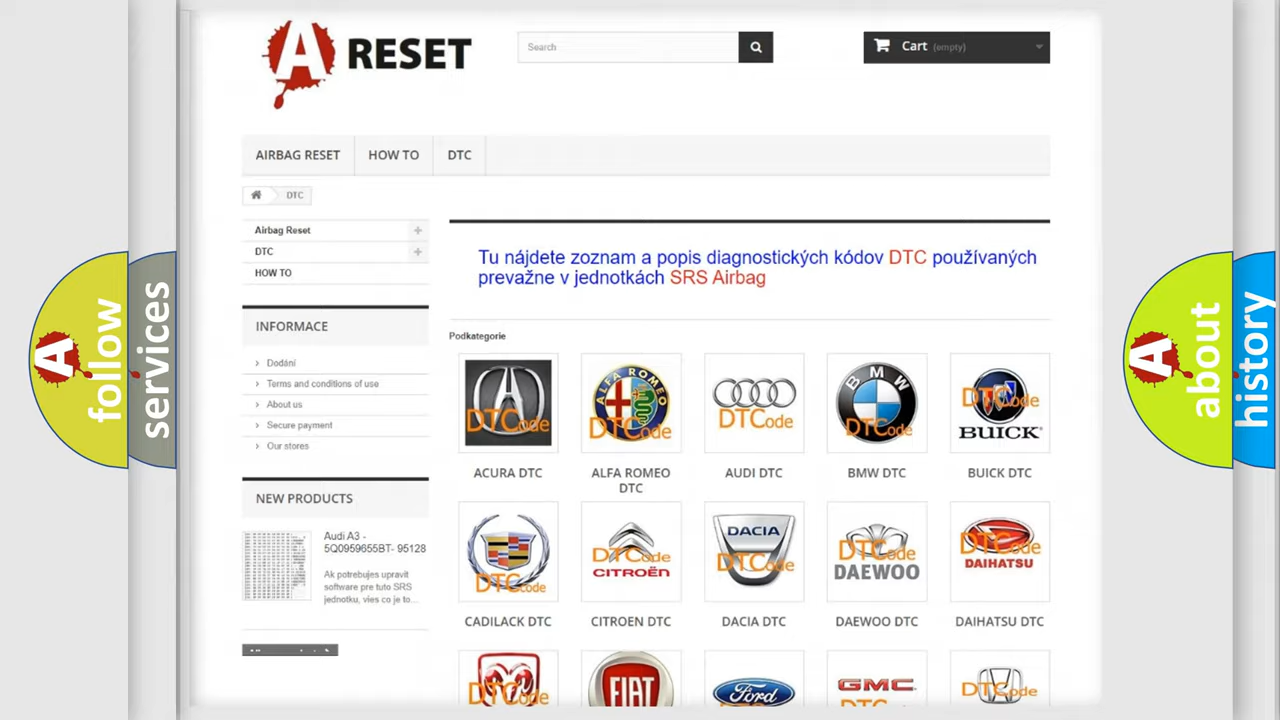 A RESET
Search
Cart (empty)
AIRBAG RESET
HOW TO
DTC
DTC
Airbag Reset
DTC
HOW TO
INFORMACE
Dodání
Terms and conditions of use
About us
Secure payment
Our stores
NEW PRODUCTS
Audi A3 -
5Q0959655BT- 95128
Ak potrebujes upravit
software pre tuto SRS
jednotku, vies co je to...
Tu nájdete zoznam a popis diagnostických kódov DTC používaných
prevažne v jednotkách SRS Airbag
Podkategorie
DTCode
ALFA ROMEO
DTCode
DTCode
BMW
DTCode
DTCode
BUICK
ACURA DTC
ALFA ROMEO
DTC
AUDI DTC
BMW DTC
BUICK DTC
DTCode
DTCode
CITROËN
DACIA
DTCode
DTCode
DAEWOO
DTCode
DAIHATSU
CADILACK DTC
CITROEN DTC
DACIA DTC
DAEWOO DTC
DAIHATSU DTC
DTCode
FIAT
Ford
GMC
DTCode
A follow
services
A about
history